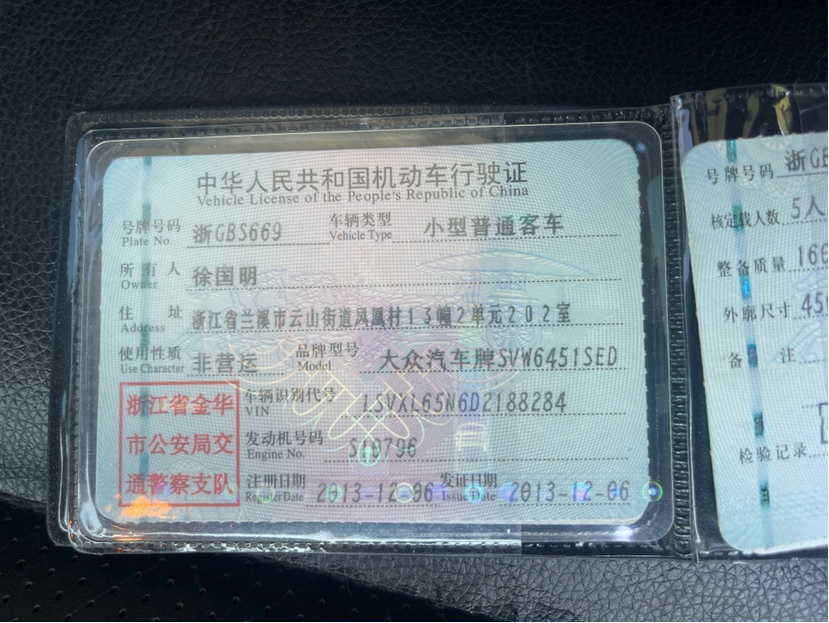 中华人民共和国机动车行驶证
Vehicle License of the People's Republic of China
号牌号码 浙GBS669 车辆类型 小型普通客车
Plate No. Vehicle Type
所有人 徐国明
Owner
住址 浙江省兰溪市云山街道凤凰村13幢2单元202室
Address
使用性质 非营运 品牌型号 大众汽车牌SVW6451SED
Use Character Model
浙江省金华
市公安局交
通警察支队
车辆识别代号 LSVXL65N6D2188284
VIN
发动机号码
Engine No.
注册日期 2013-12-06 发证日期 2013-12-06
Register Date Issue Date
号牌号码 浙GB
核定载人数 5人
整备质量
外廓尺寸
备注
检验记录